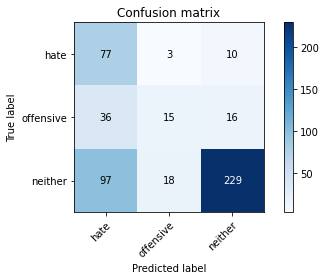 Confusion matrix
hate 77 3 10
offensive 36 15 16
neither 97 18 229
hate offensive neither
True label
Predicted label
200
150
100
50